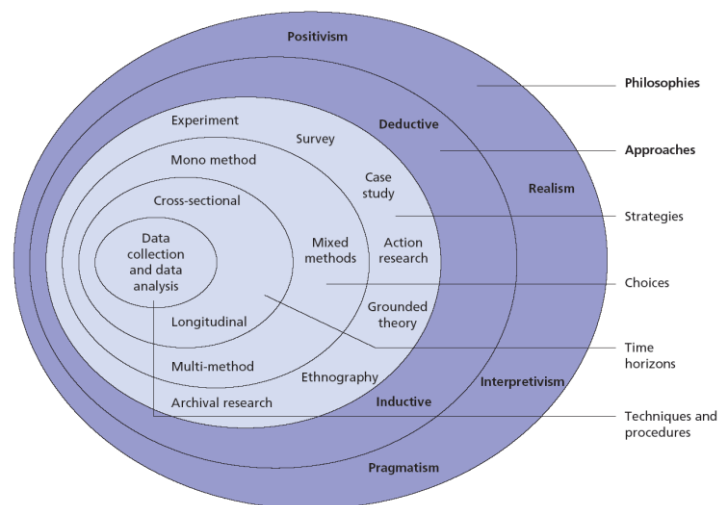 Positivism
Philosophies
Experiment
Survey
Deductive
Approaches
Mono method
Case
study
Realism
Cross-sectional
Strategies
Data
collection
and data
analysis
Mixed
methods
Action
research
Choices
Grounded
theory
Longitudinal
Time
horizons
Multi-method
Ethnography
Interpretivism
Archival research
Inductive
Techniques and
procedures
Pragmatism